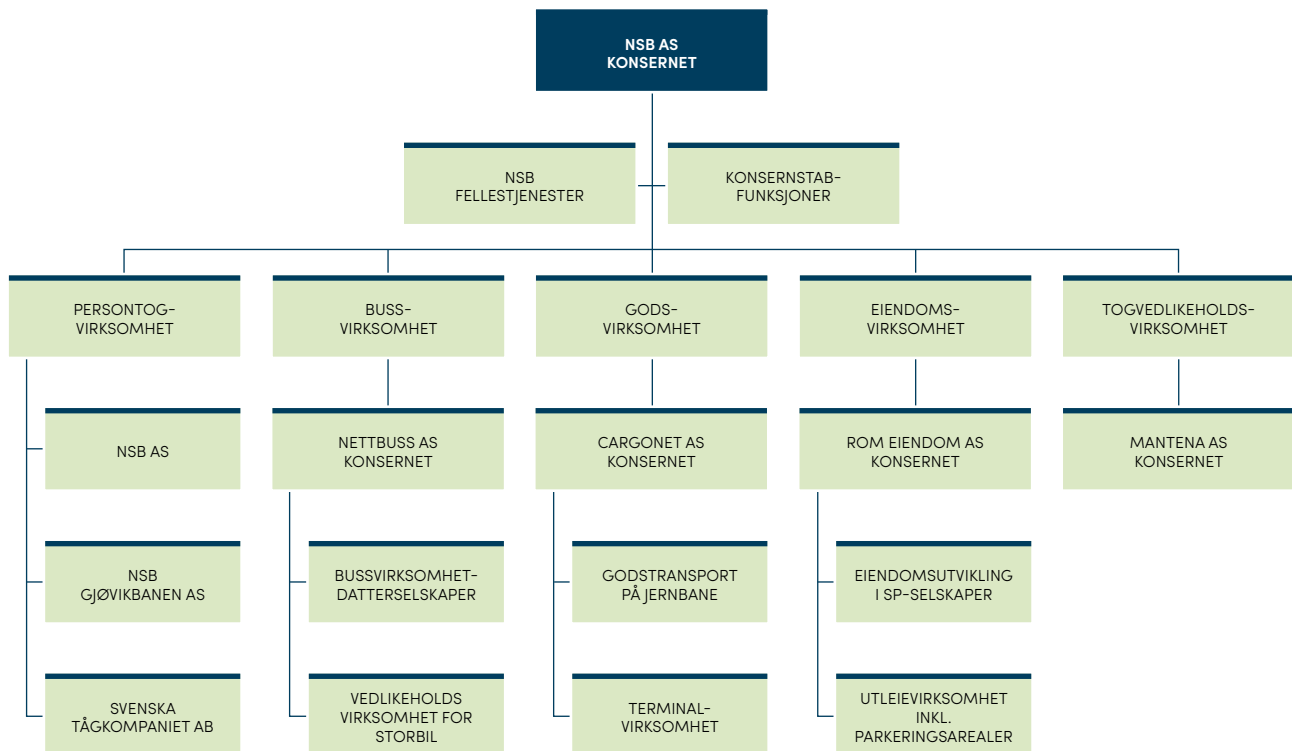 NSB AS
KONSERNET
NSB
FELLESTJENESTER
KONSERNSTAB-
FUNKSJONER
PERSONTOG-
VIRKSOMHET
BUSS-
VIRKSOMHET
GODS-
VIRKSOMHET
EIENDOMS-
VIRKSOMHET
TOGVEDLIKEHOLDS-
VIRKSOMHET
NSB AS
NETTBUSS AS
KONSERNET
CARGONET AS
KONSERNET
ROM EIENDOM AS
KONSERNET
MANTENA AS
KONSERNET
NSB
GJØVIKBANEN AS
BUSSVIRKSOMHET-
DATTERSELSKAPER
GODSTRANSPORT
PÅ JERNBANE
EIENDOMSUTVIKLING
I SP-SELSKAPER
SVENSKA
TÅGKOMPANIET AB
VEDLIKEHOLDS
VIRKSOMHET FOR
STORBIL
TERMINAL-
VIRKSOMHET
UTLEIEVIRKSOMHET
INKL.
PARKERINGSAREALER